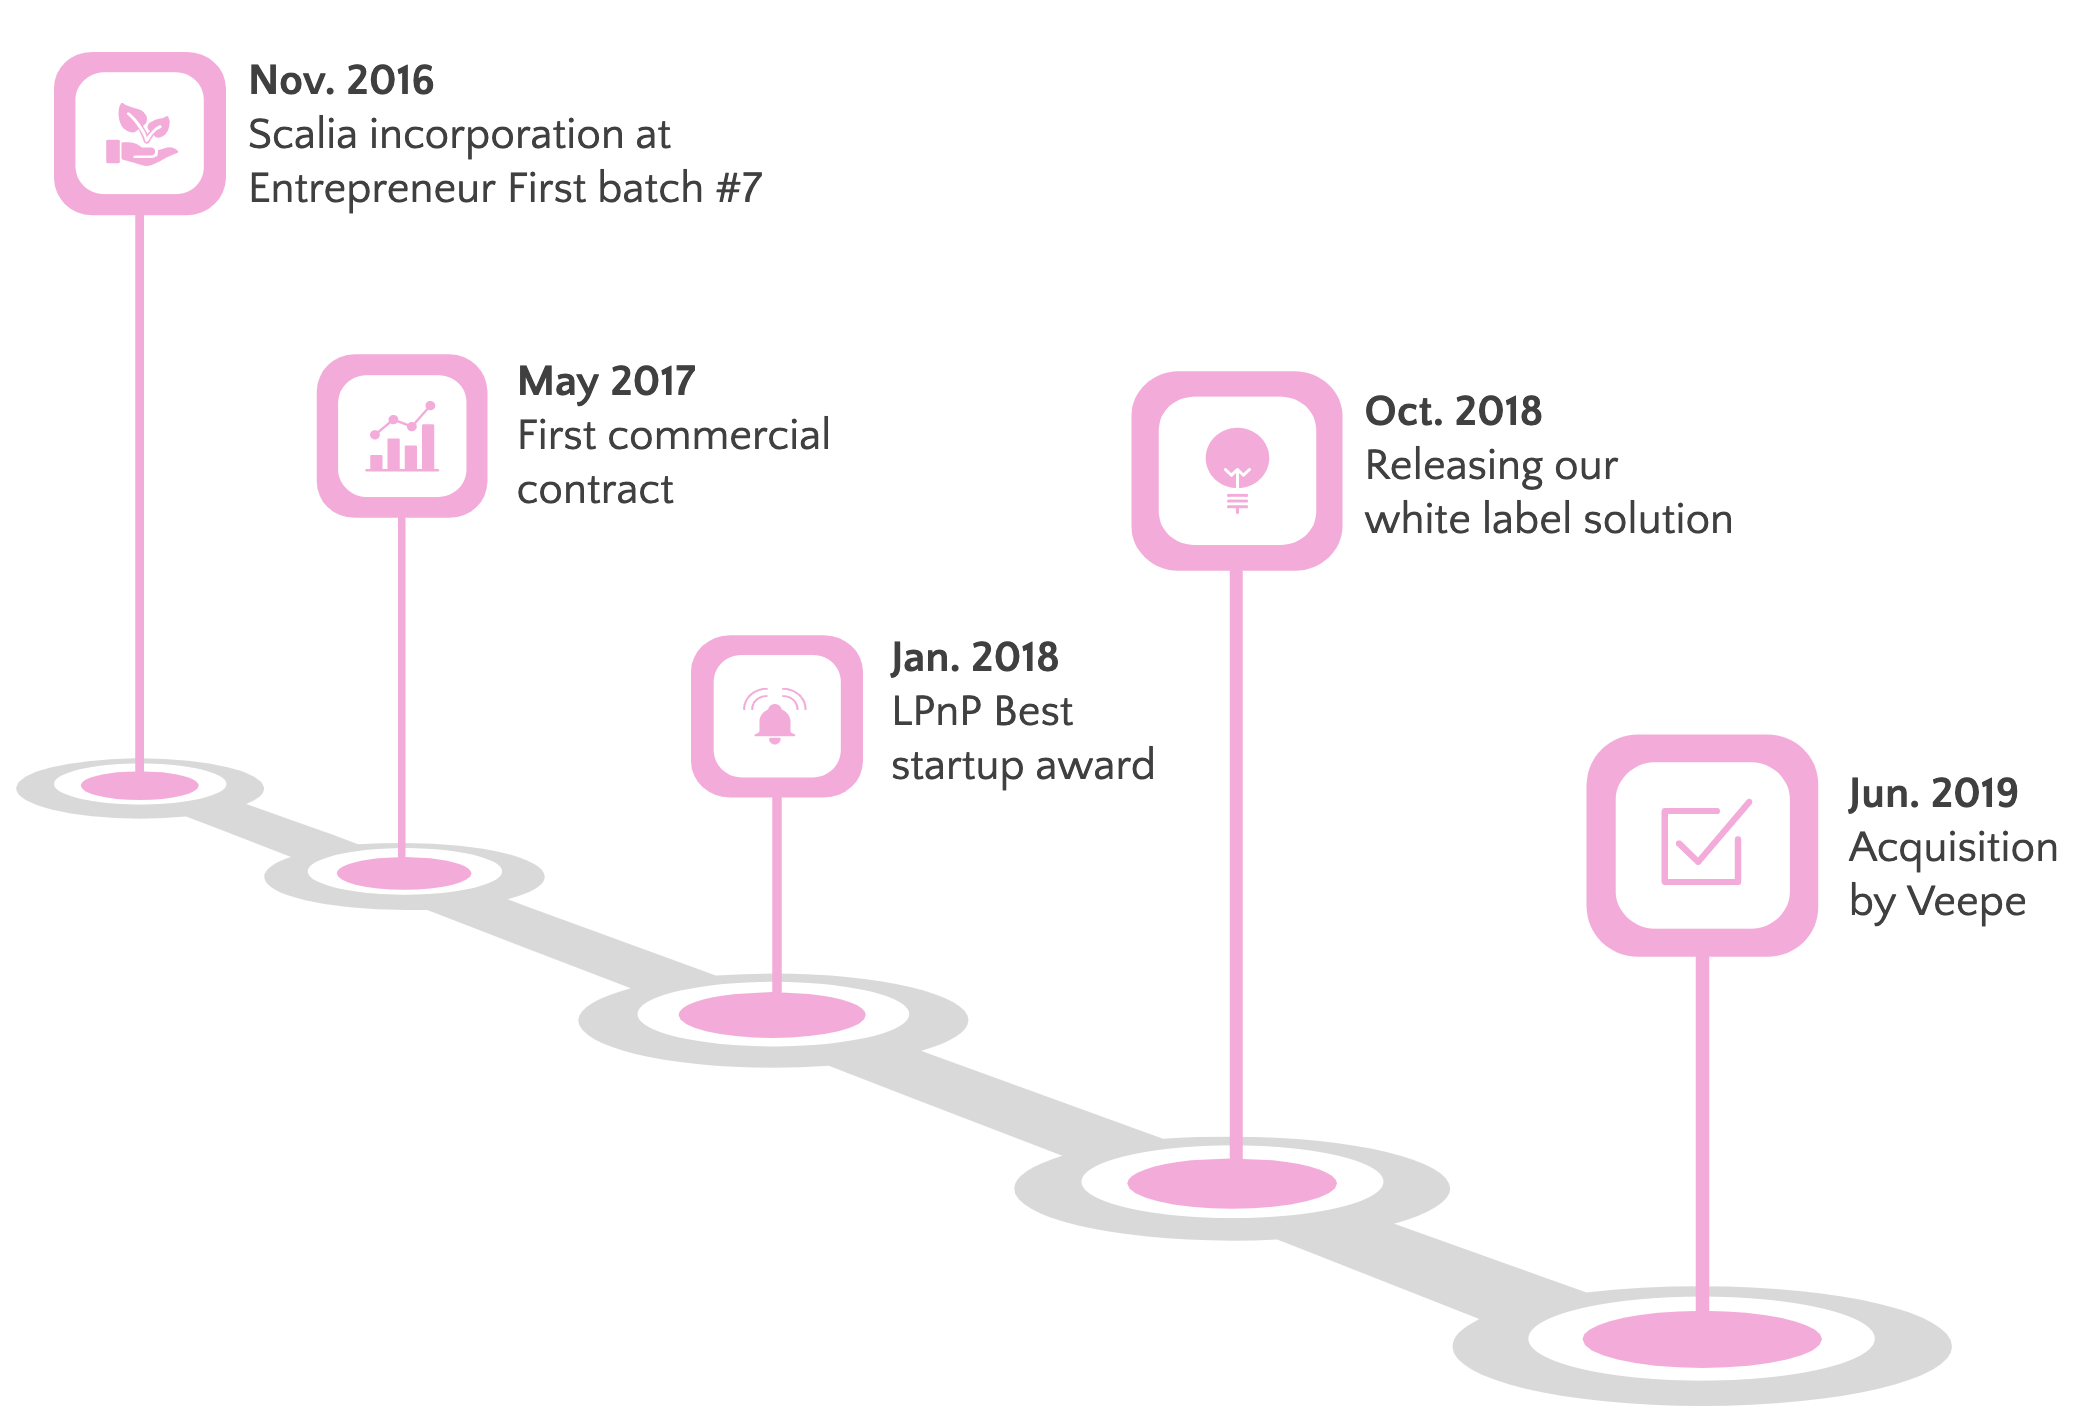 Nov. 2016
Scalia incorporation at
Entrepreneur First batch #7
May 2017
First commercial
contract
Jan. 2018
LPnP Best
startup award
Oct. 2018
Releasing our
white label solution
Jun. 2019
Acquisition
by Veepe